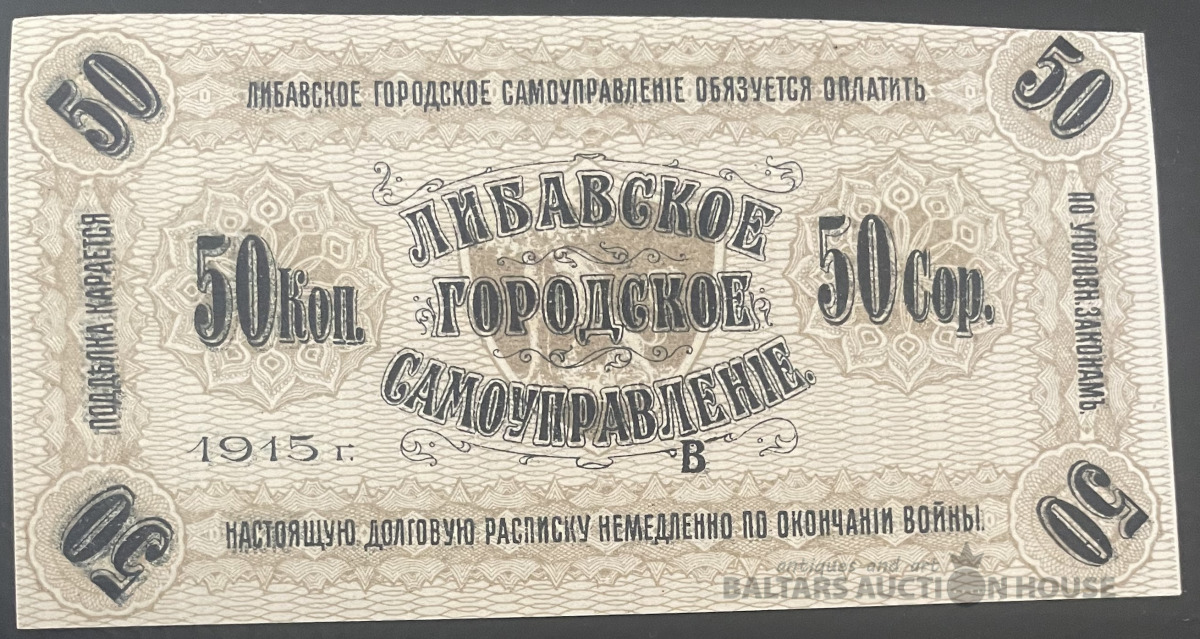 50
50
ЛИБАВСКОЕ ГОРОДСКОЕ САМОУПРАВЛЕНІЕ ОБЯЗУЕТСЯ ОПЛАТИТЬ
ПОДДѢЛКА КАРАЕТСЯ
50 Коп.
ЛИБАВСКОЕ
ГОРОДСКОЕ
САМОУПРАВЛЕНІЕ.
50 Сор.
ПО УГОЛОВН. ЗАКОНАМЪ.
1915 г.
В
НАСТОЯЩУЮ ДОЛГОВУЮ РАСПИСКУ НЕМЕДЛЕННО ПО ОКОНЧАНІИ ВОЙНЫ.
50
50
antiques and art
BALTARS AUCTION HOUSE